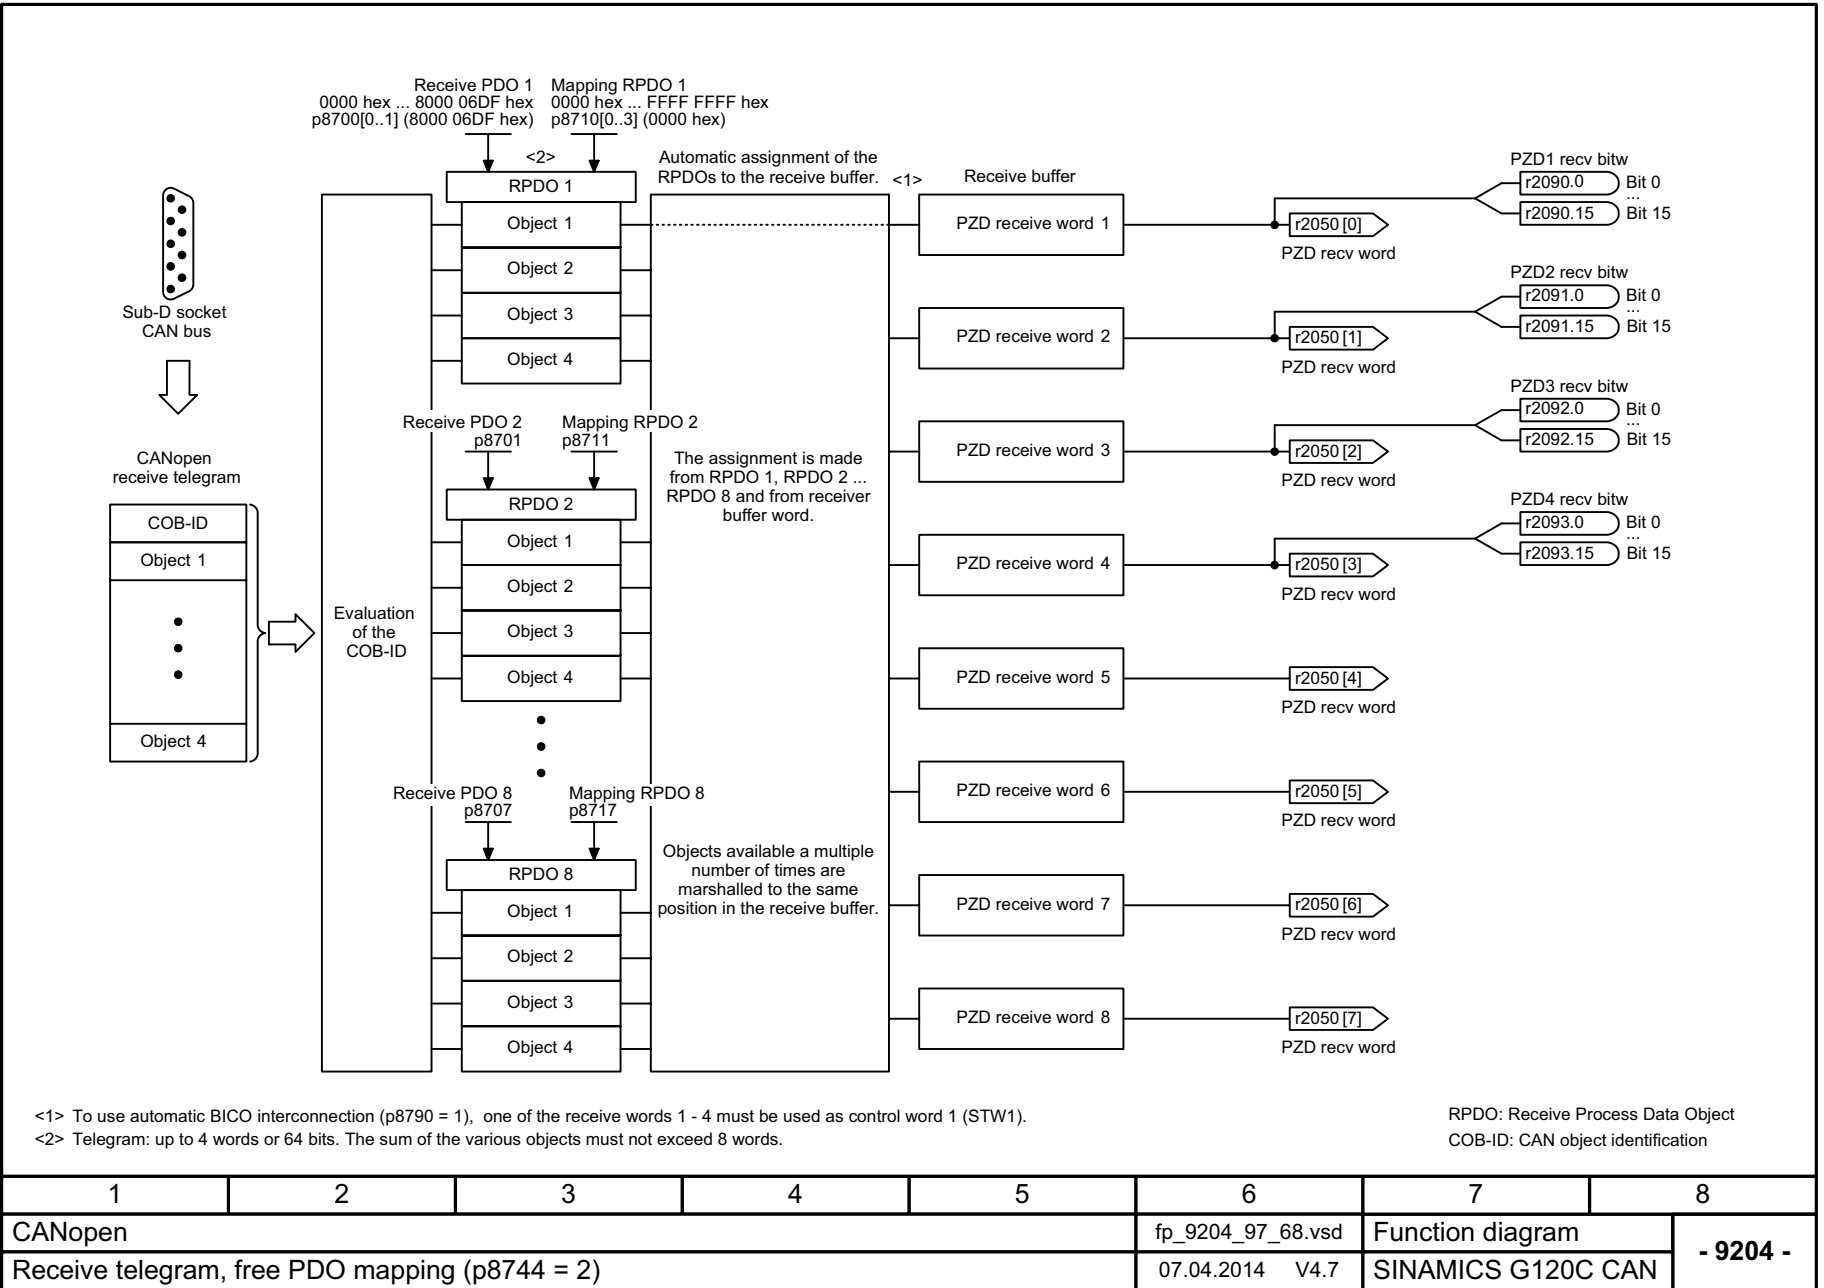 Receive PDO 1
0000 hex ... 8000 06DF hex
p8700[0..1] (8000 06DF hex)
Mapping RPDO 1
0000 hex ... FFFF FFFF hex
p8710[0..3] (0000 hex)
<2>
RPDO 1
Object 1
Object 2
Object 3
Object 4
Receive PDO 2
p8701
Mapping RPDO 2
p8711
RPDO 2
Object 1
Object 2
Object 3
Object 4
Receive PDO 8
p8707
Mapping RPDO 8
p8717
RPDO 8
Object 1
Object 2
Object 3
Object 4
Sub-D socket
CAN bus
CANopen
receive telegram
COB-ID
Object 1
Object 4
Evaluation
of the
COB-ID
Automatic assignment of the
RPDOs to the receive buffer.
The assignment is made
from RPDO 1, RPDO 2 ...
RPDO 8 and from receiver
buffer word.
Objects available a multiple
number of times are
marshalled to the same
position in the receive buffer.
<1>
Receive buffer
PZD receive word 1
PZD receive word 2
PZD receive word 3
PZD receive word 4
PZD receive word 5
PZD receive word 6
PZD receive word 7
PZD receive word 8
r2050 [0]
PZD recv word
r2050 [1]
PZD recv word
r2050 [2]
PZD recv word
r2050 [3]
PZD recv word
r2050 [4]
PZD recv word
r2050 [5]
PZD recv word
r2050 [6]
PZD recv word
r2050 [7]
PZD recv word
PZD1 recv bitw
r2090.0 Bit 0
...
r2090.15 Bit 15
PZD2 recv bitw
r2091.0 Bit 0
...
r2091.15 Bit 15
PZD3 recv bitw
r2092.0 Bit 0
...
r2092.15 Bit 15
PZD4 recv bitw
r2093.0 Bit 0
...
r2093.15 Bit 15
<1> To use automatic BICO interconnection (p8790 = 1), one of the receive words 1 - 4 must be used as control word 1 (STW1).
<2> Telegram: up to 4 words or 64 bits. The sum of the various objects must not exceed 8 words.
RPDO: Receive Process Data Object
COB-ID: CAN object identification
1 2 3 4 5 6 7 8
CANopen
Receive telegram, free PDO mapping (p8744 = 2)
fp_9204_97_68.vsd
07.04.2014 V4.7
Function diagram
SINAMICS G120C CAN
- 9204 -